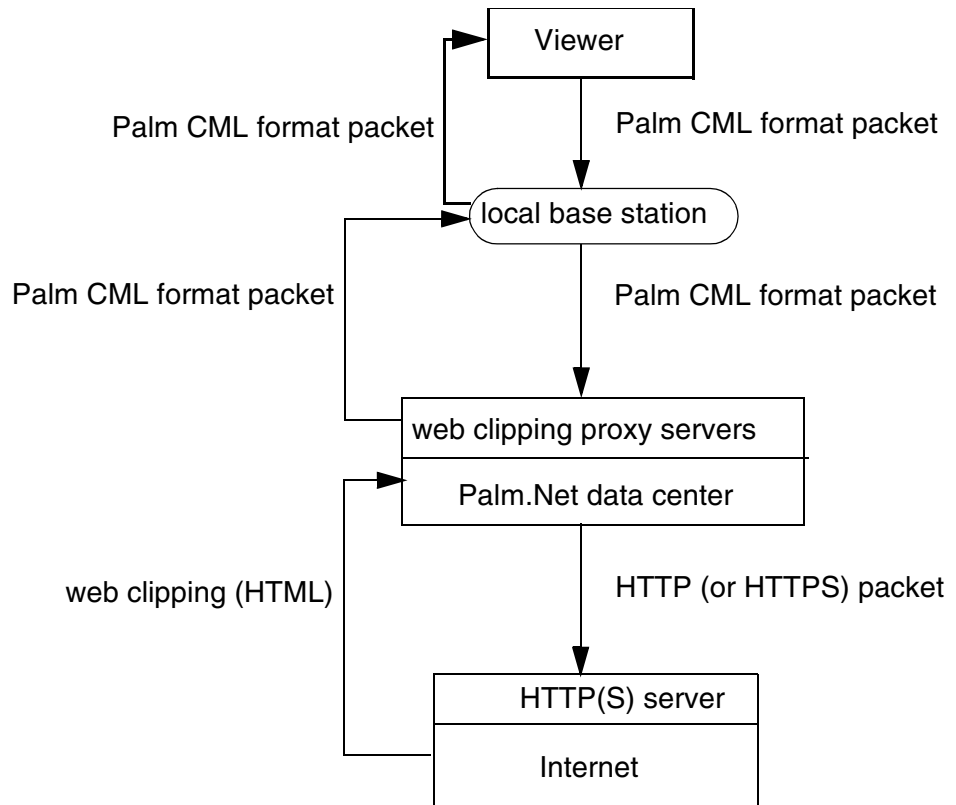 Viewer
Palm CML format packet
Palm CML format packet
local base station
Palm CML format packet
Palm CML format packet
web clipping proxy servers
Palm.Net data center
web clipping (HTML)
HTTP (or HTTPS) packet
HTTP(S) server
Internet